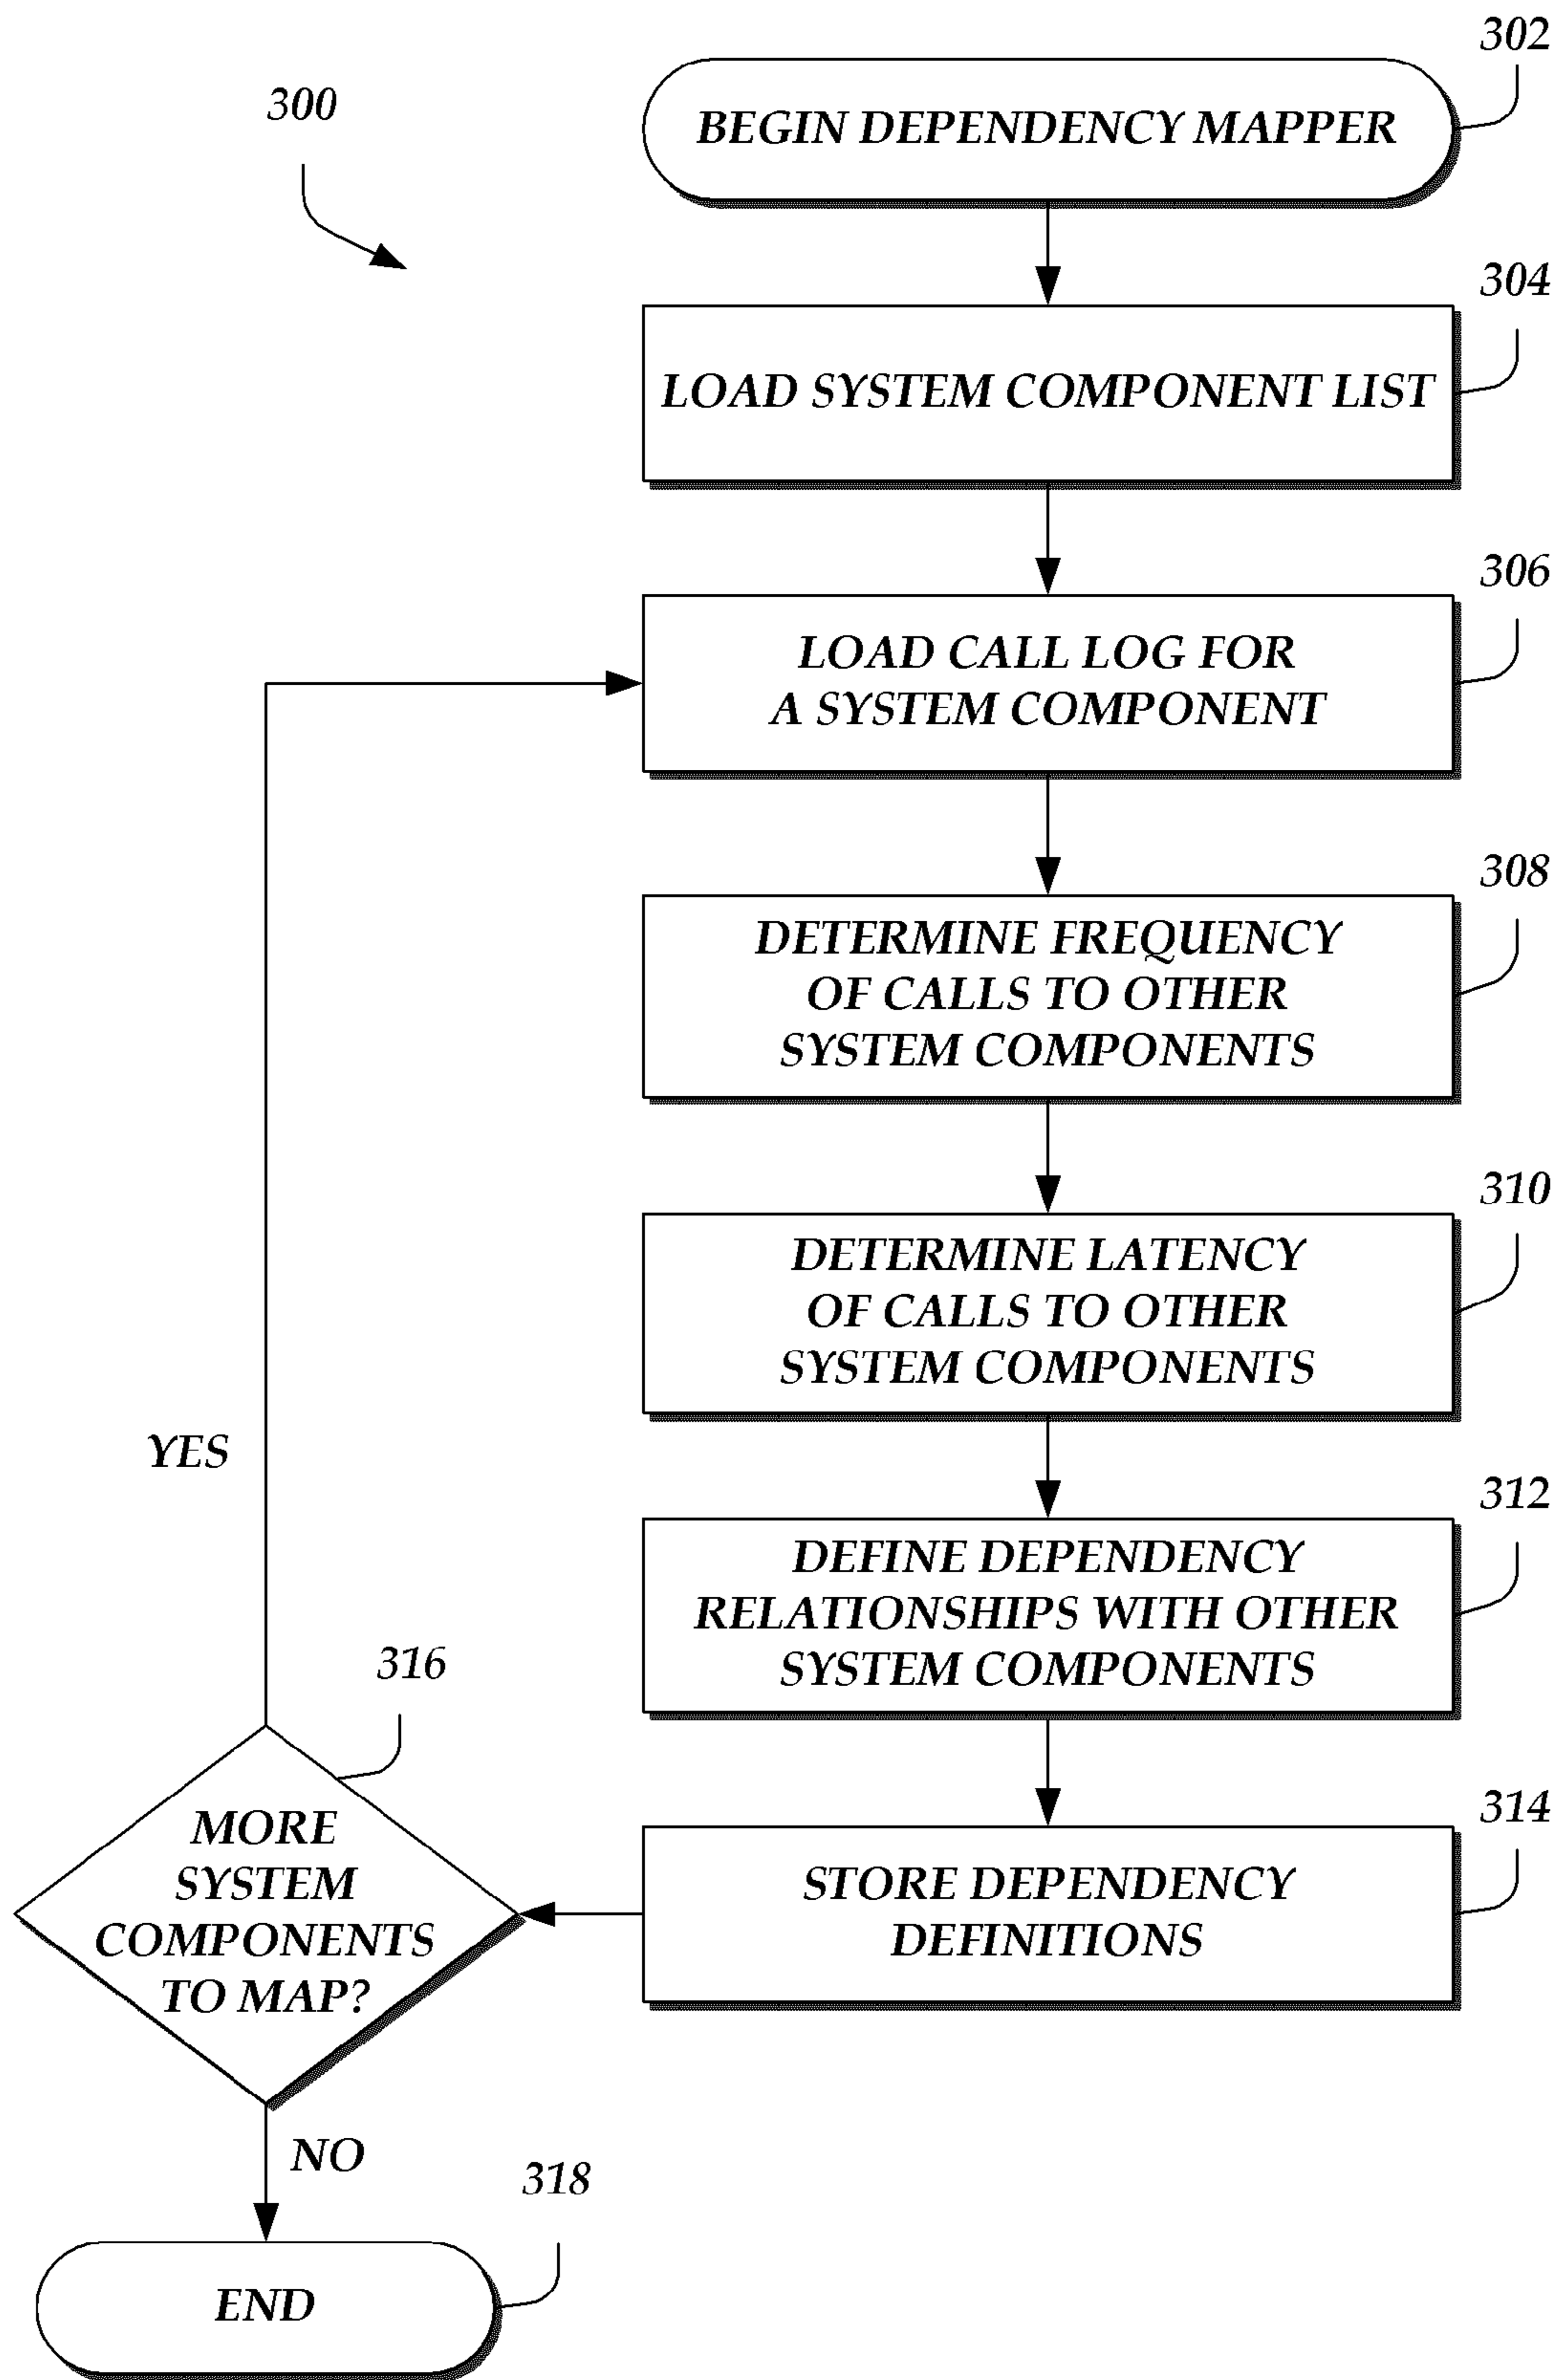 302
300
BEGIN DEPENDENCY MAPPER
304
LOAD SYSTEM COMPONENT LIST
306
LOAD CALL LOG FOR
A SYSTEM COMPONENT
308
DETERMINE FREQUENCY
OF CALLS TO OTHER
SYSTEM COMPONENTS
310
DETERMINE LATENCY
OF CALLS TO OTHER
SYSTEM COMPONENTS
YES
312
DEFINE DEPENDENCY
RELATIONSHIPS WITH OTHER
SYSTEM COMPONENTS
314
STORE DEPENDENCY
DEFINITIONS
316
MORE
SYSTEM
COMPONENTS
TO MAP?
NO
318
END